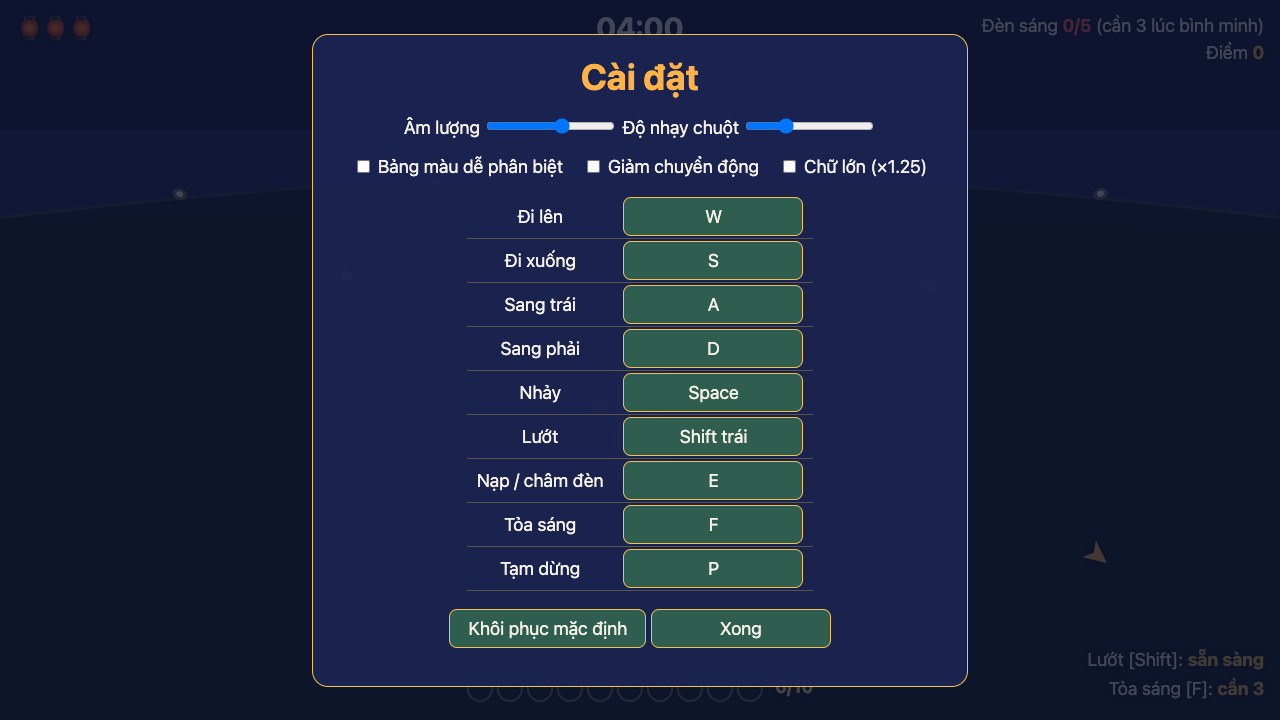 04:00
Đèn sáng 0/5 (cần 3 lúc bình minh)
Điểm 0
Cài đặt
Âm lượng Độ nhạy chuột
Bảng màu dễ phân biệt Giảm chuyển động Chữ lớn (×1.25)
Đi lên W
Đi xuống S
Sang trái A
Sang phải D
Nhảy Space
Lướt Shift trái
Nạp / châm đèn E
Tỏa sáng F
Tạm dừng P
Khôi phục mặc định Xong
Lướt [Shift]: sẵn sàng
Tỏa sáng [F]: cần 3
0/10